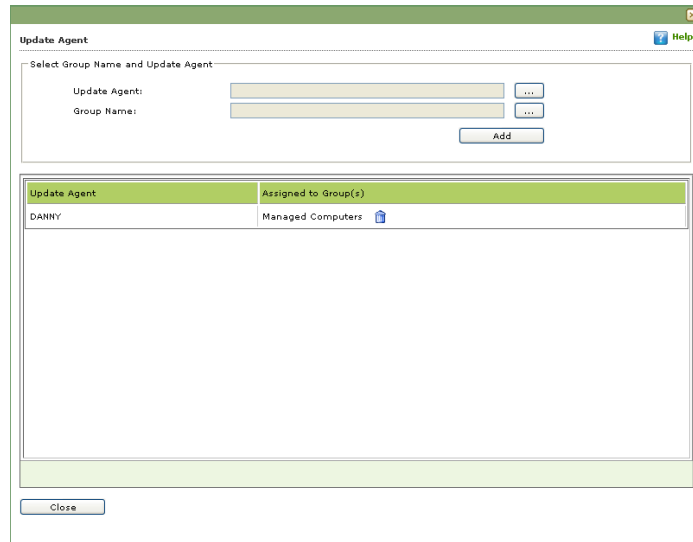 Update Agent
Help
Select Group Name and Update Agent
Update Agent:
...
Group Name:
...
Add
Update Agent Assigned to Group(s)
DANNY Managed Computers
Close